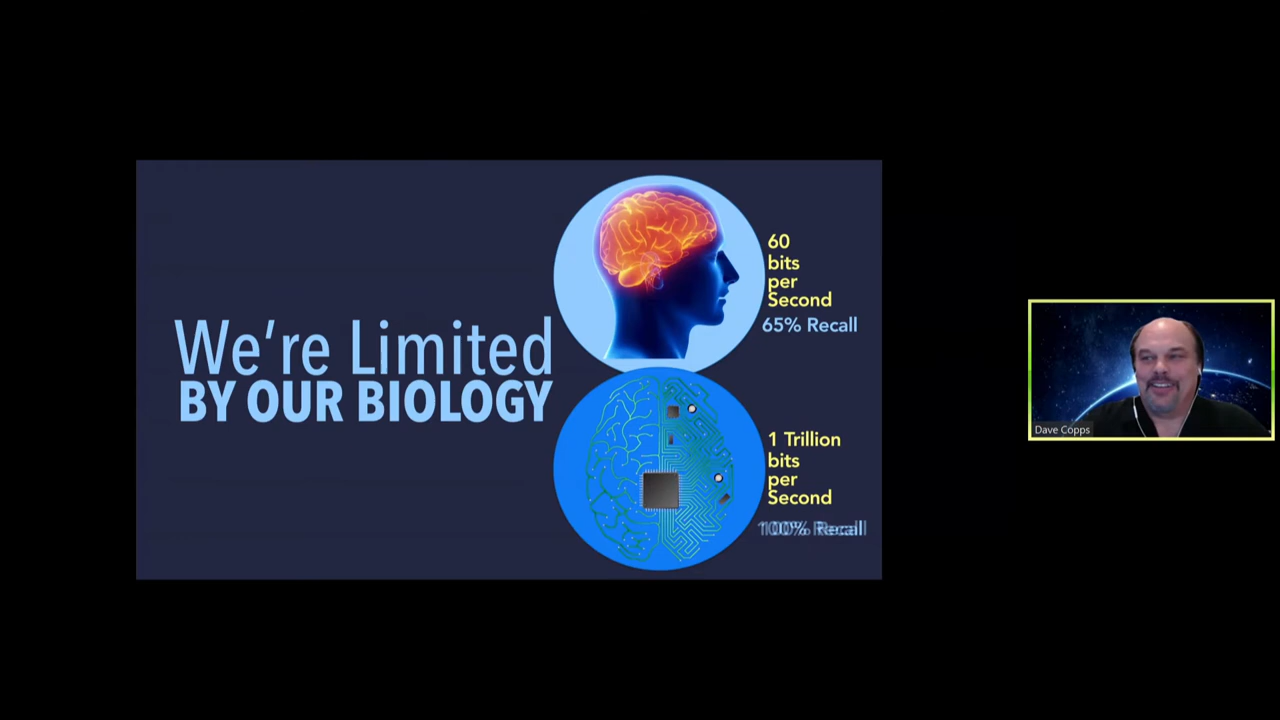 We're Limited
BY OUR BIOLOGY
60
bits
per
Second
65% Recall
1 Trillion
bits
per
Second
100% Recall
Dave Copps